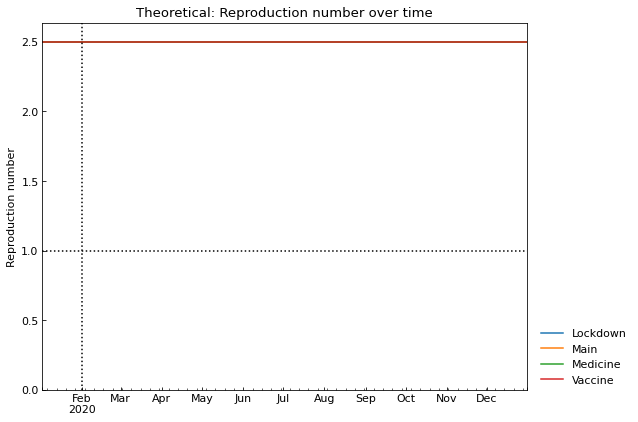 Theoretical: Reproduction number over time
Reproduction number
2.5
2.0
1.5
1.0
0.5
0.0
Feb Mar Apr May Jun Jul Aug Sep Oct Nov Dec
2020
Lockdown
Main
Medicine
Vaccine